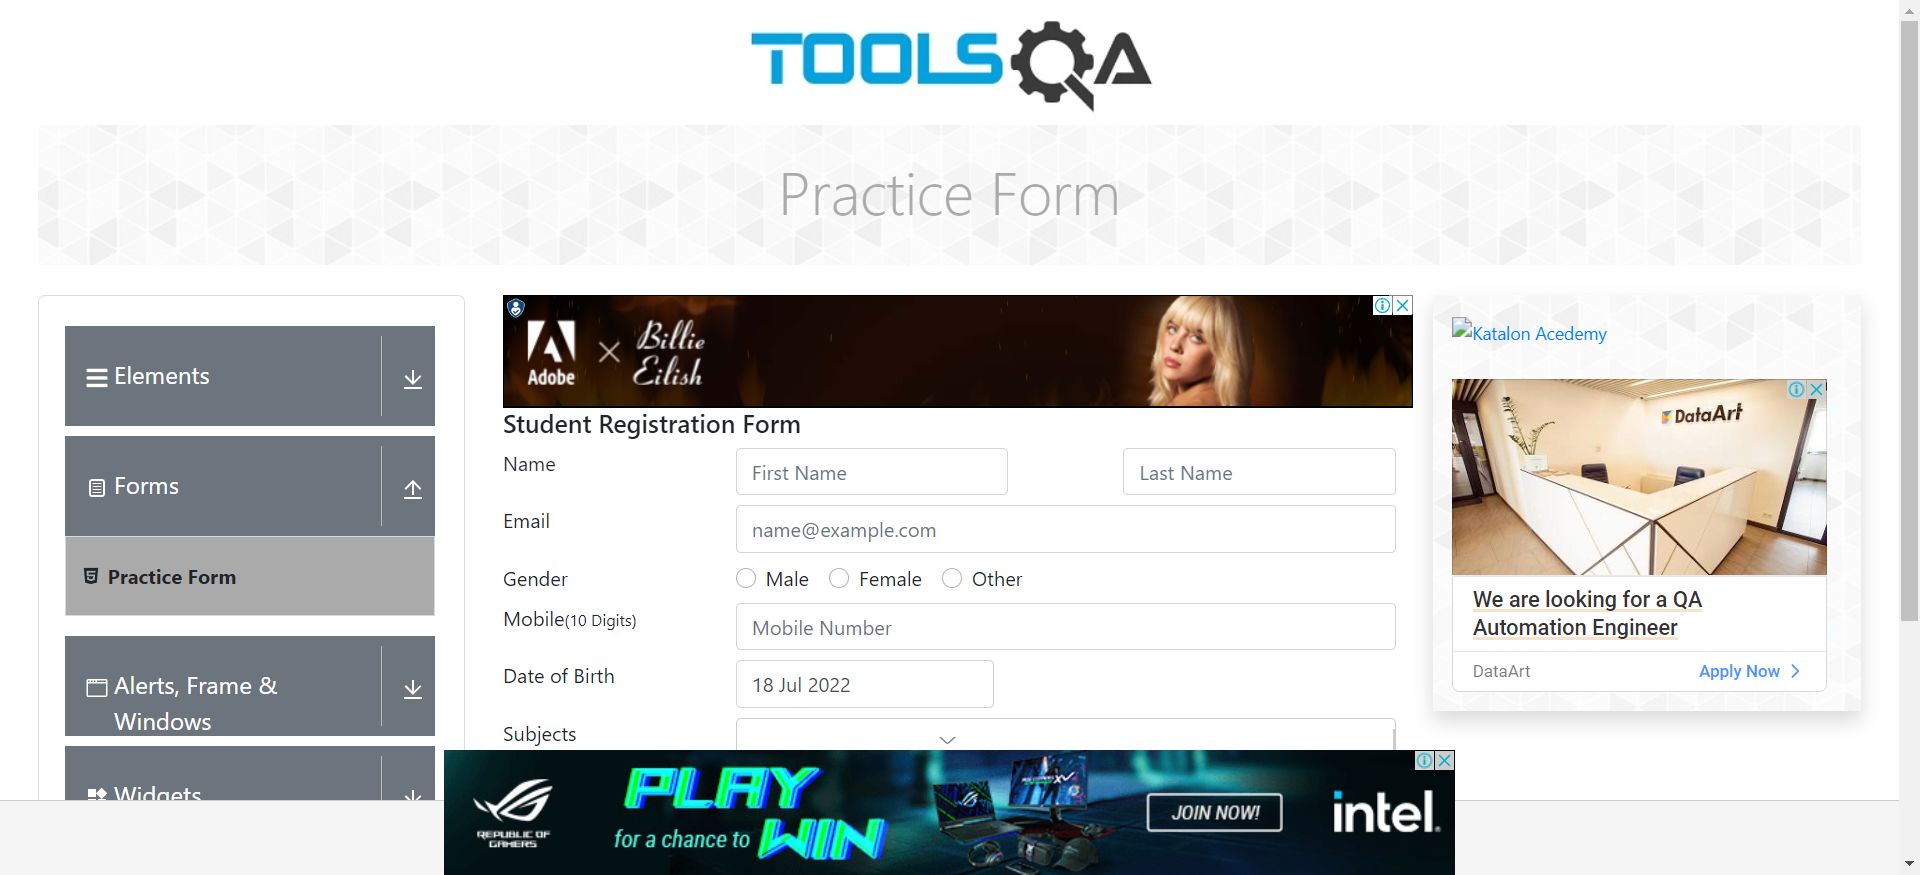 TOOLSQA
Practice Form
Elements
Forms
Practice Form
Alerts, Frame &
Windows
Widgets
Adobe
×
Billie
Eilish
Student Registration Form
Name
First Name
Last Name
Email
name@example.com
Gender
Male
Female
Other
Mobile(10 Digits)
Mobile Number
Date of Birth
18 Jul 2022
Subjects
Katalon Acedemy
DataArt
We are looking for a QA
Automation Engineer
DataArt
Apply Now
REPUBLIC OF
GAMERS
PLAY
for a chance to WIN
JOIN NOW!
intel.